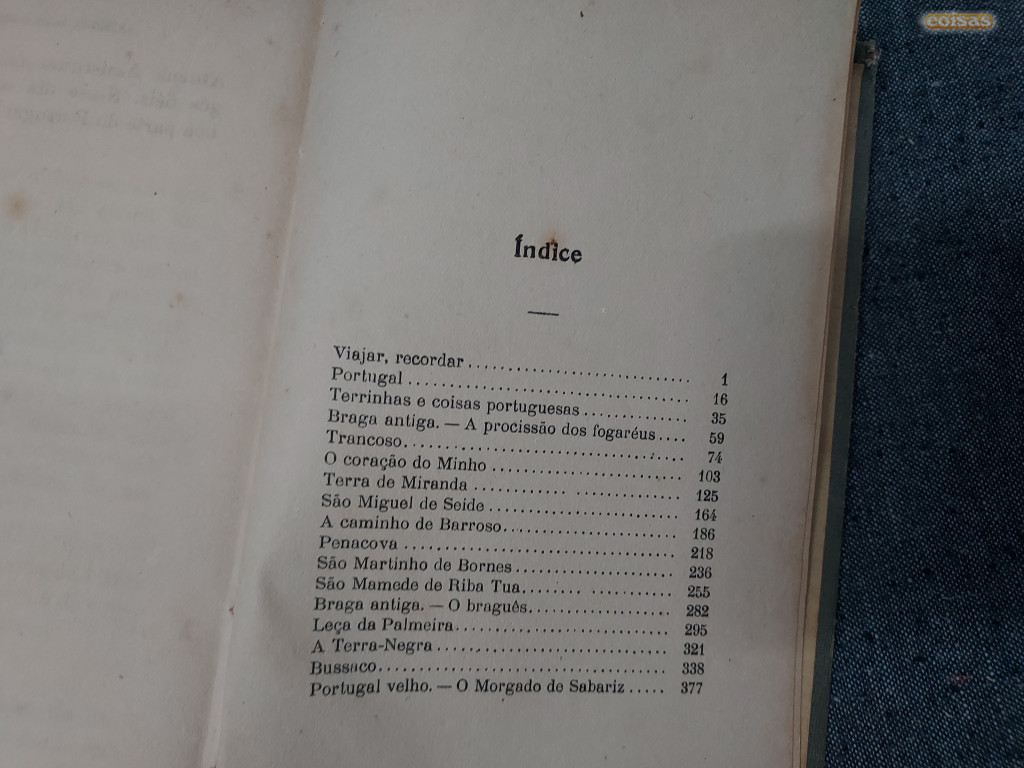 coisas
Índice
Viajar, recordar ........................... 1
Portugal ................................... 16
Terrinhas e coisas portuguesas ............. 35
Braga antiga. — A procissão dos fogaréus .... 59
Trancoso ................................... 74
O coração do Minho ......................... 103
Terra de Miranda ........................... 125
São Miguel de Seide ........................ 164
A caminho de Barroso ....................... 186
Penacova ................................... 218
São Martinho de Bornes ..................... 236
São Mamede de Riba Tua ..................... 255
Braga antiga. — O braguês .................. 282
Leça da Palmeira ........................... 295
A Terra-Negra .............................. 321
Bussaco .................................... 338
Portugal velho. — O Morgado de Sabariz ..... 377